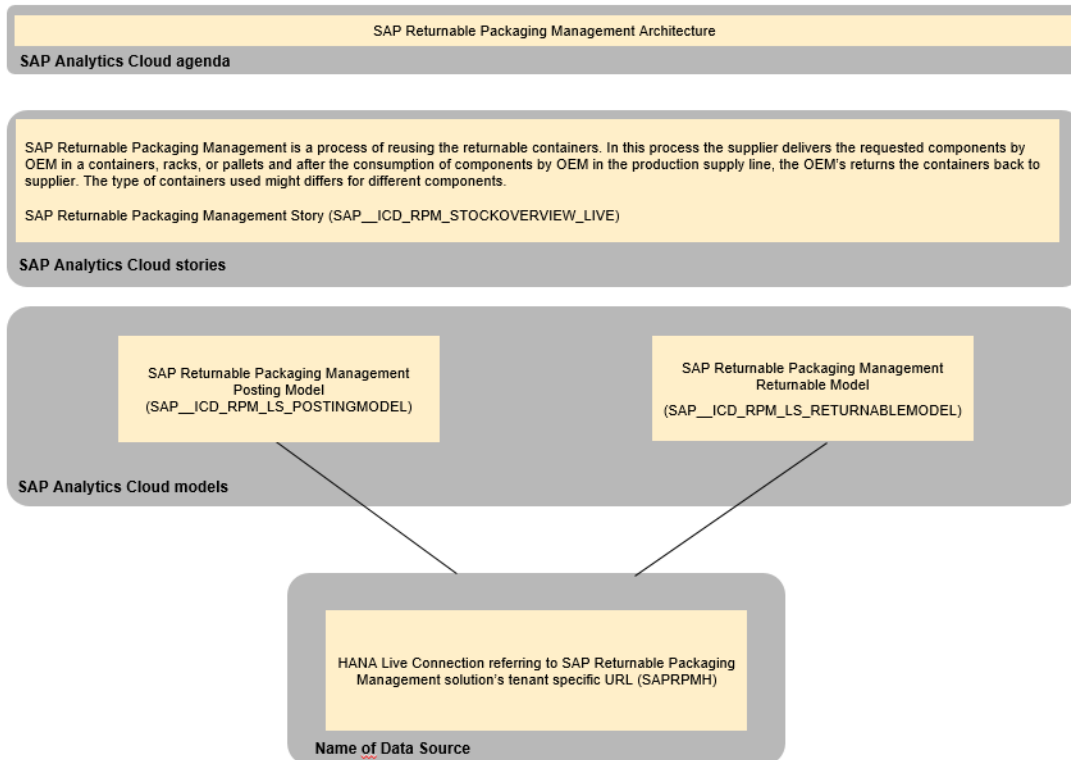 SAP Returnable Packaging Management Architecture
SAP Analytics Cloud agenda
SAP Returnable Packaging Management is a process of reusing the returnable containers. In this process the supplier delivers the requested components by
OEM in a containers, racks, or pallets and after the consumption of components by OEM in the production supply line, the OEM's returns the containers back to
supplier. The type of containers used might differs for different components.
SAP Returnable Packaging Management Story (SAP__ICD_RPM_STOCKOVERVIEW_LIVE)
SAP Analytics Cloud stories
SAP Returnable Packaging Management
Posting Model
(SAP__ICD_RPM_LS_POSTINGMODEL)
SAP Returnable Packaging Management
Returnable Model
(SAP__ICD_RPM_LS_RETURNABLEMODEL)
SAP Analytics Cloud models
HANA Live Connection referring to SAP Returnable Packaging
Management solution's tenant specific URL (SAPRPMH)
Name of Data Source